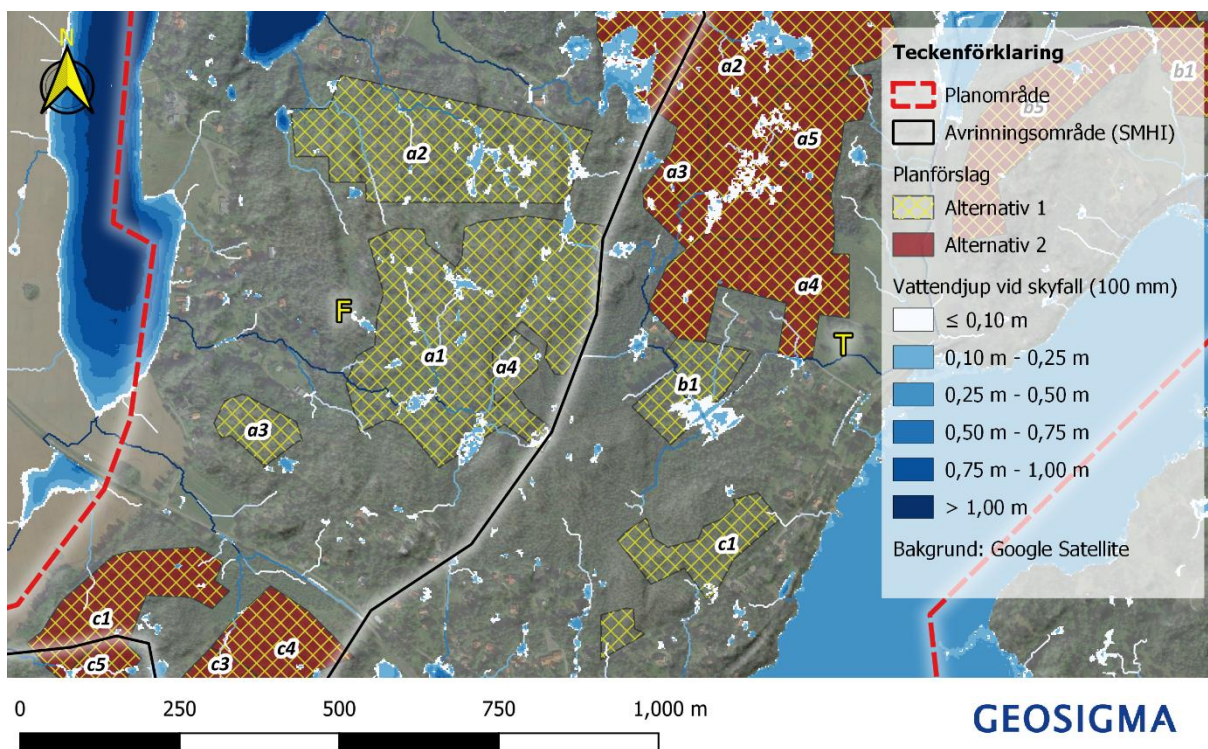 N
a2
a2
a5
a3
F
a1
a4
a4
T
a3
b1
c1
c1
c5
c3
c4
b5
b1
Teckenförklaring
Planområde
Avrinningsområde (SMHI)
Planförslag
Alternativ 1
Alternativ 2
Vattendjup vid skyfall (100 mm)
≤ 0,10 m
0,10 m - 0,25 m
0,25 m - 0,50 m
0,50 m - 0,75 m
0,75 m - 1,00 m
> 1,00 m
Bakgrund: Google Satellite
0 250 500 750 1,000 m
GEOSIGMA